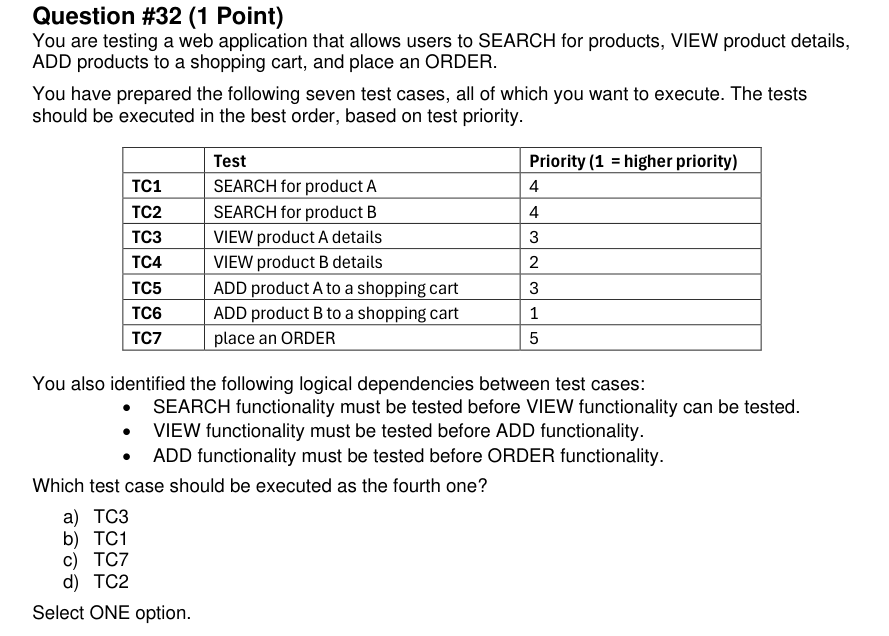 Question #32 (1 Point)
You are testing a web application that allows users to SEARCH for products, VIEW product details,
ADD products to a shopping cart, and place an ORDER.
You have prepared the following seven test cases, all of which you want to execute. The tests
should be executed in the best order, based on test priority.
Test Priority (1 = higher priority)
TC1 SEARCH for product A 4
TC2 SEARCH for product B 4
TC3 VIEW product A details 3
TC4 VIEW product B details 2
TC5 ADD product A to a shopping cart 3
TC6 ADD product B to a shopping cart 1
TC7 place an ORDER 5
You also identified the following logical dependencies between test cases:
• SEARCH functionality must be tested before VIEW functionality can be tested.
• VIEW functionality must be tested before ADD functionality.
• ADD functionality must be tested before ORDER functionality.
Which test case should be executed as the fourth one?
a) TC3
b) TC1
c) TC7
d) TC2
Select ONE option.